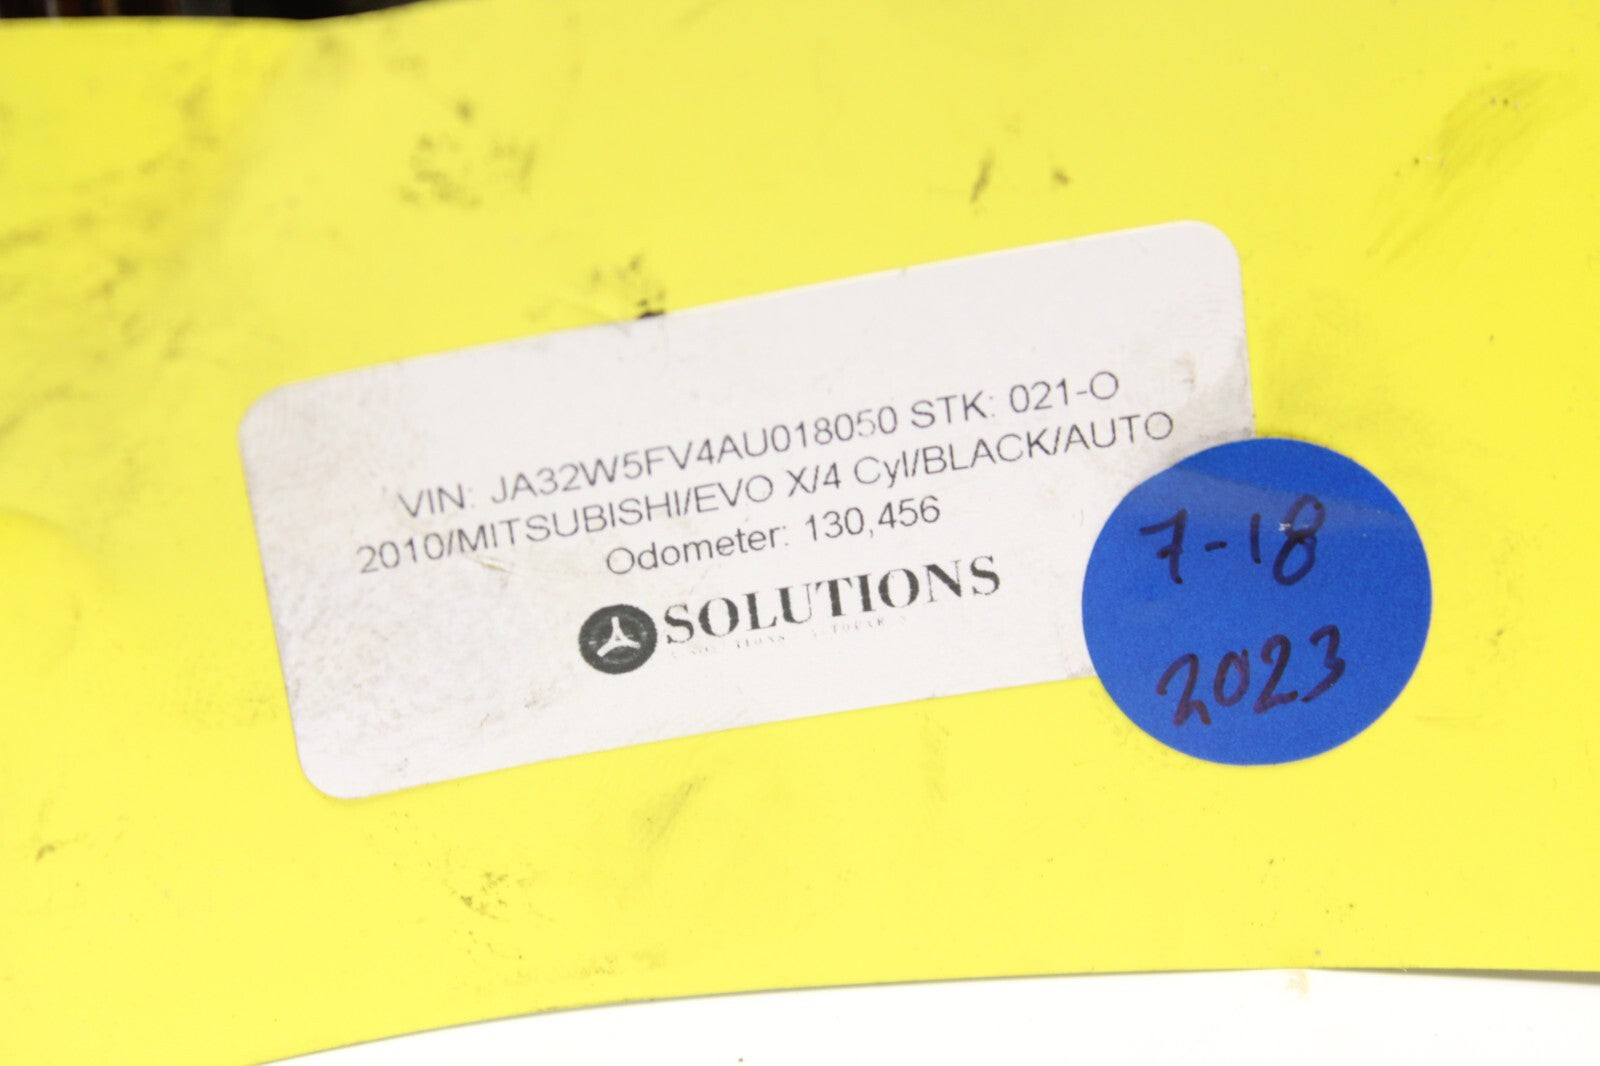 VIN: JA32W5FV4AU018050 STK: 021-O
2010/MITSUBISHI/EVO X/4 Cyl/BLACK/AUTO
Odometer: 130,456
SOLUTIONS
7-18
2023